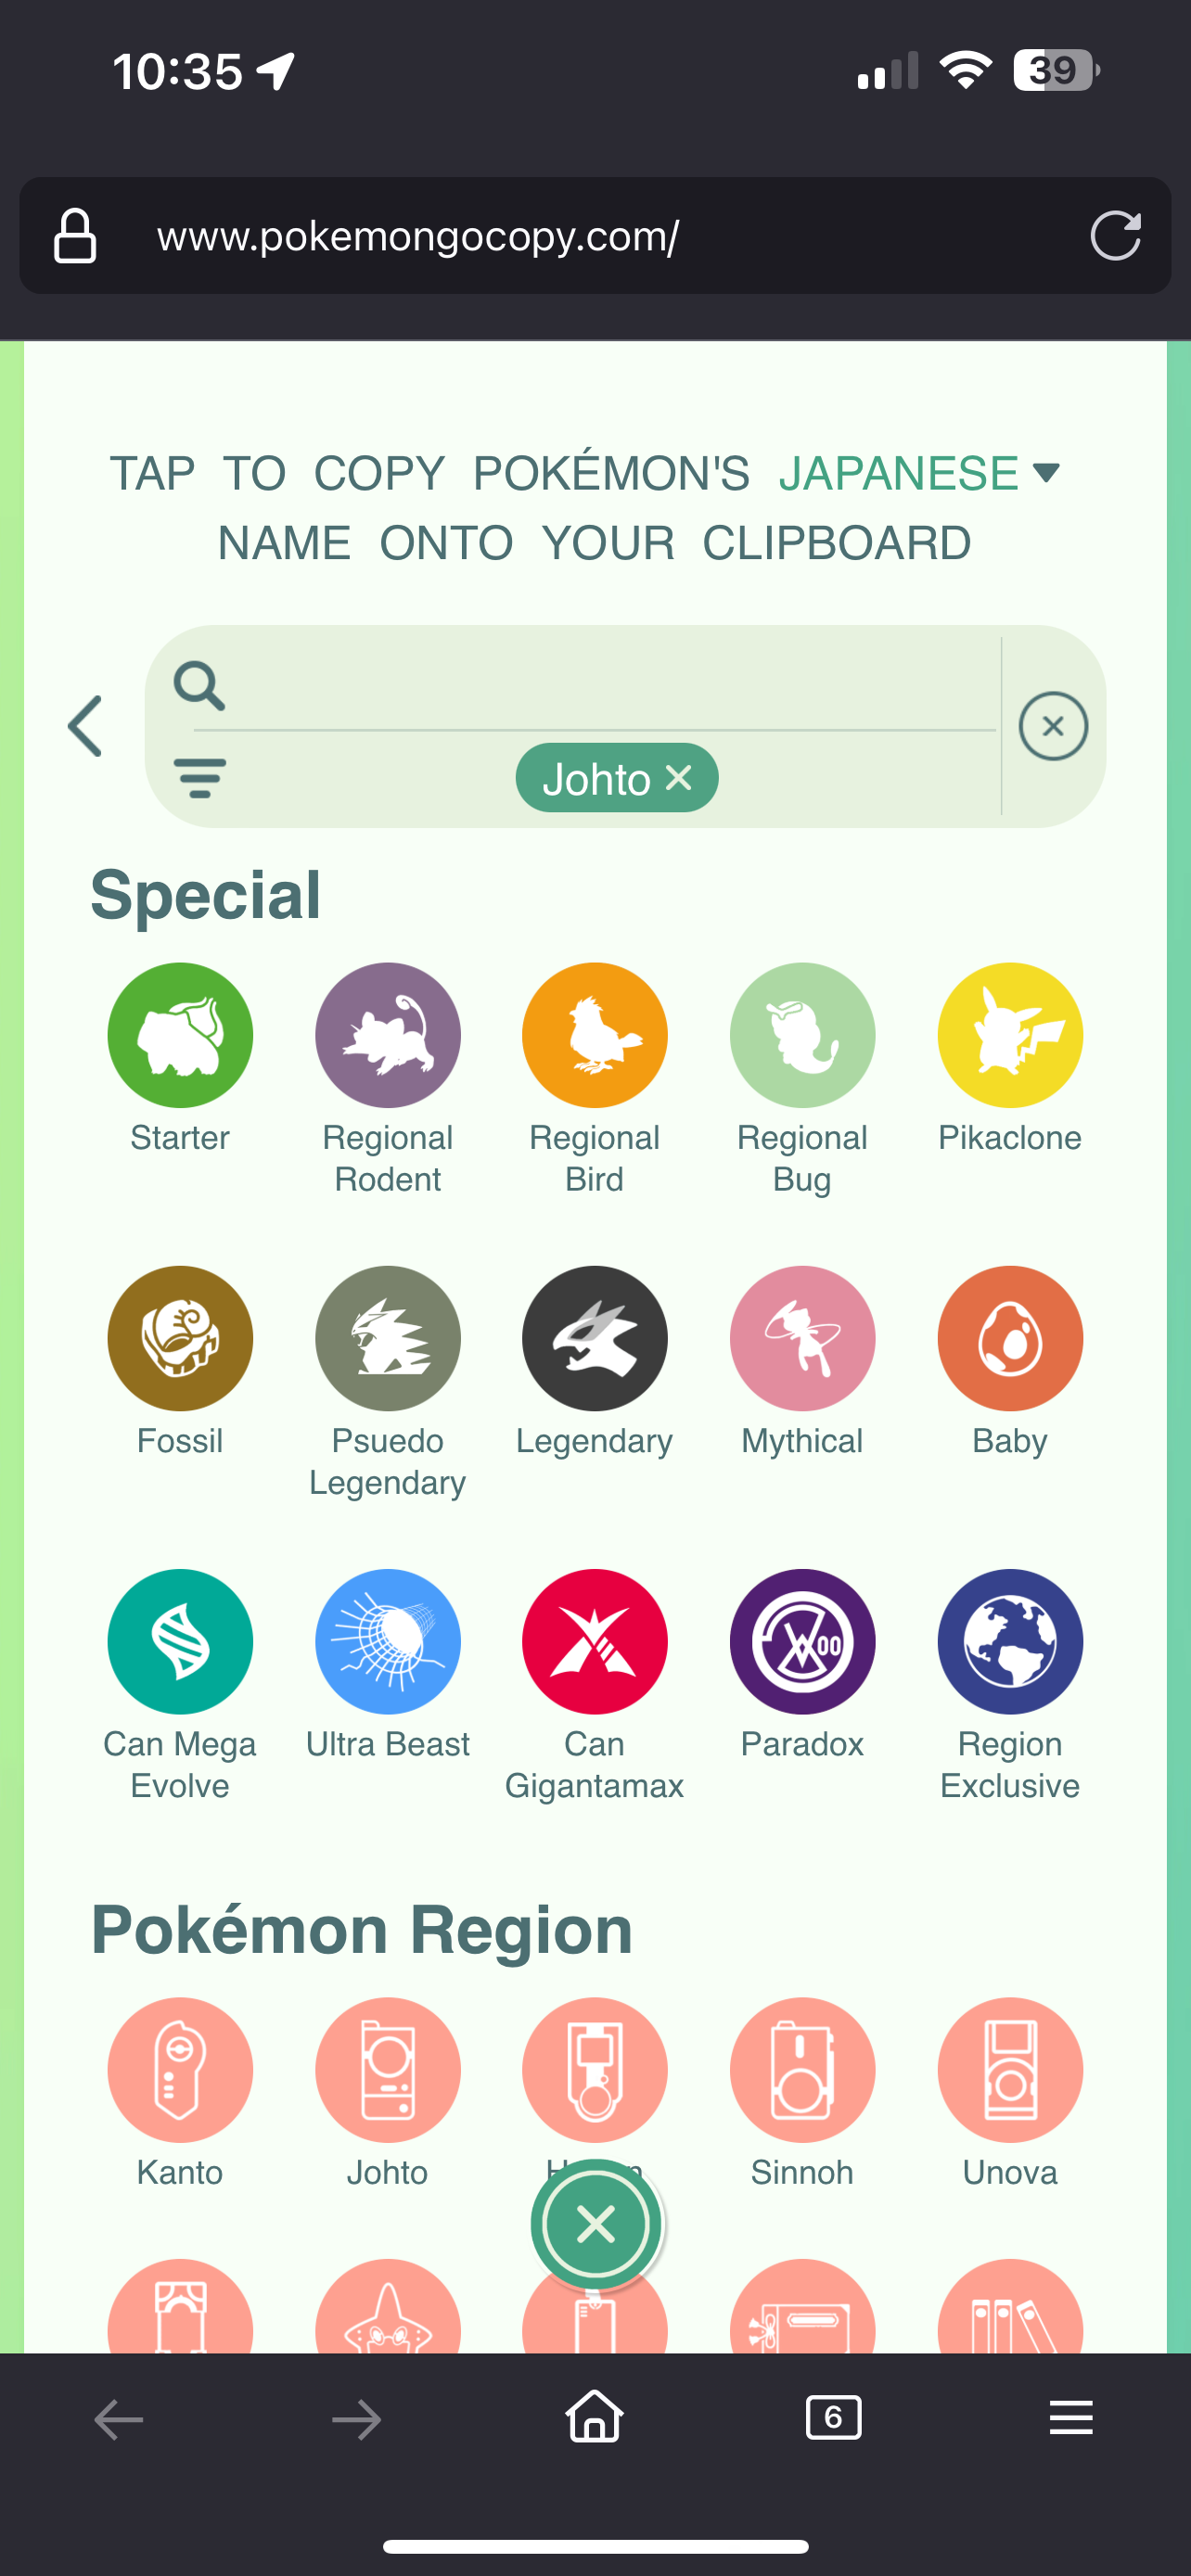 10:35
39
www.pokemongocopy.com/
TAP TO COPY POKÉMON'S JAPANESE
NAME ONTO YOUR CLIPBOARD
Johto
Special
Starter
Regional Rodent
Regional Bird
Regional Bug
Pikaclone
Fossil
Psuedo Legendary
Legendary
Mythical
Baby
Can Mega Evolve
Ultra Beast
Can Gigantamax
Paradox
Region Exclusive
Pokémon Region
Kanto
Johto
Sinnoh
Unova
6